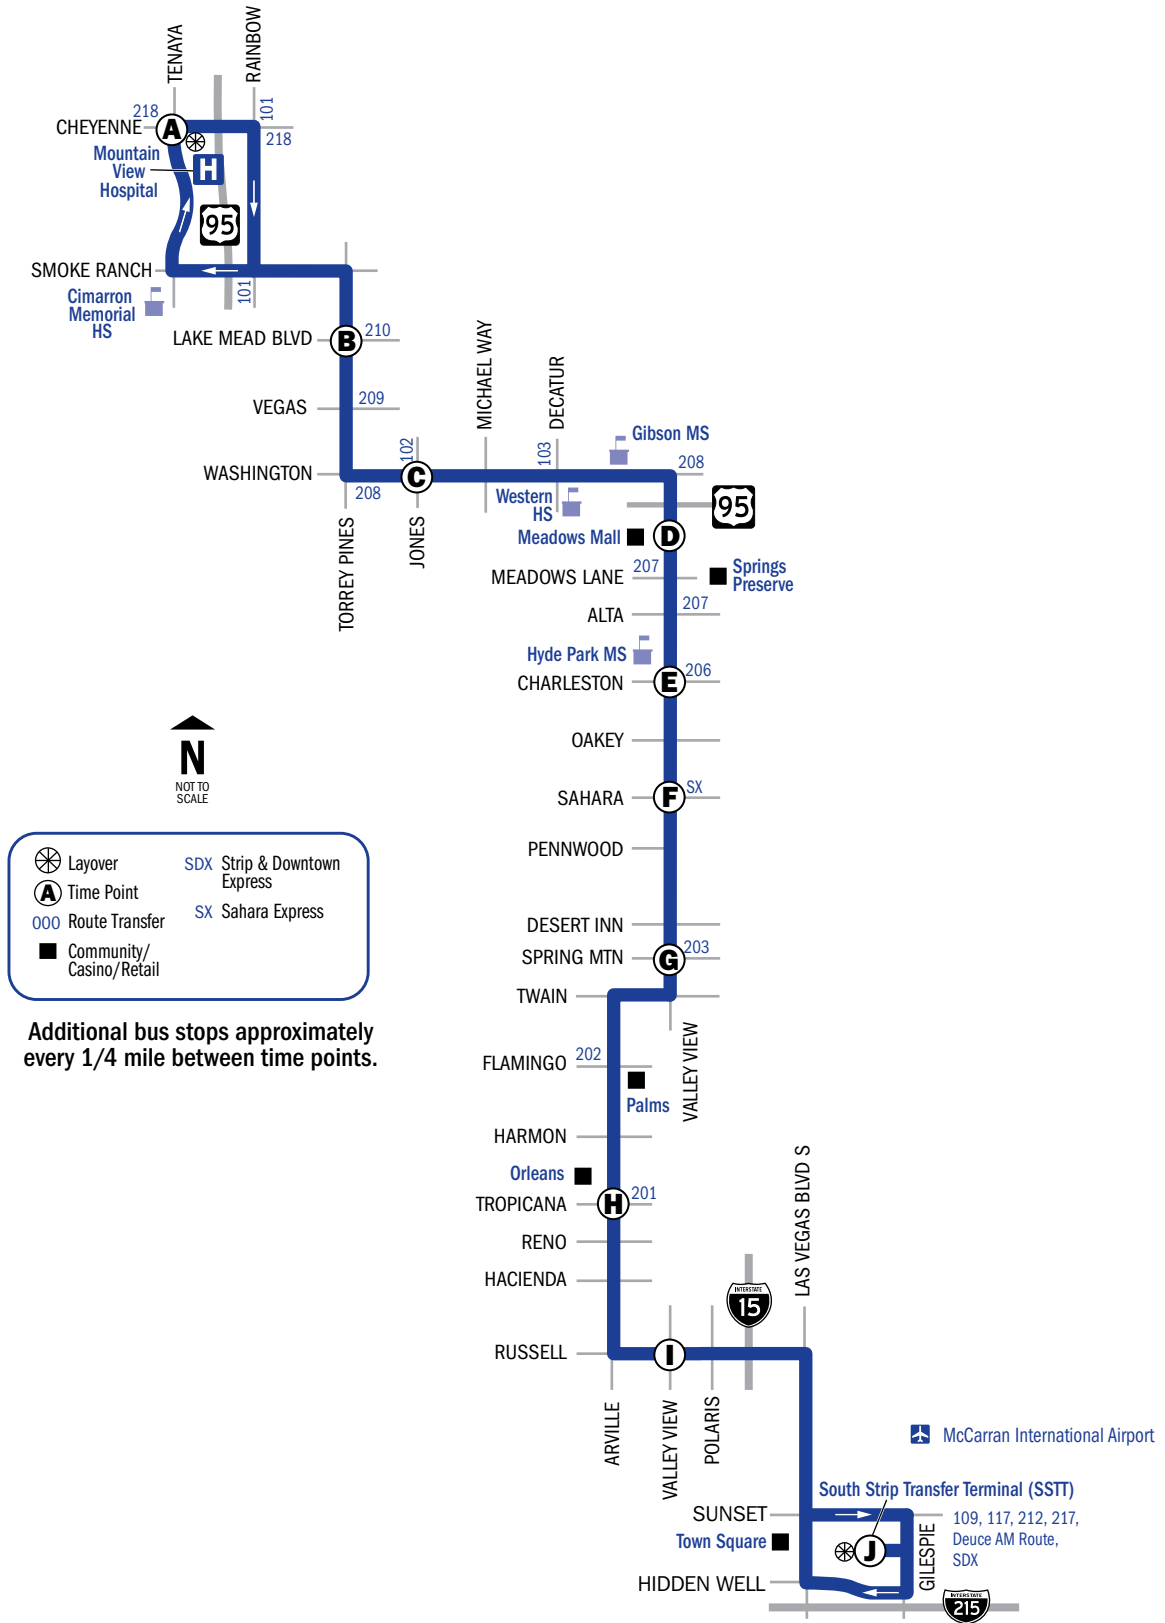 TENAYA
RAINBOW
218
101
CHEYENNE
A
218
Mountain
View
Hospital
H
95
SMOKE RANCH
101
Cimarron
Memorial
HS
LAKE MEAD BLVD
B
210
VEGAS
209
MICHAEL WAY
DECATUR
WASHINGTON
208
102
C
103
Gibson MS
208
Western
HS
95
TORREY PINES
JONES
Meadows Mall
D
MEADOWS LANE
207
Springs
Preserve
ALTA
207
Hyde Park MS
CHARLESTON
E
206
OAKEY
SAHARA
F
SX
PENNWOOD
DESERT INN
SPRING MTN
G
203
TWAIN
VALLEY VIEW
FLAMINGO
202
Palms
HARMON
Orleans
TROPICANA
H
201
RENO
HACIENDA
RUSSELL
I
INTERSTATE
15
LAS VEGAS BLVD S
ARVILLE
VALLEY VIEW
POLARIS
McCarran International Airport
South Strip Transfer Terminal (SSTT)
SUNSET
Town Square
J
GILESPIE
109, 117, 212, 217,
Deuce AM Route,
SDX
HIDDEN WELL
INTERSTATE
215
N
NOT TO
SCALE
Layover
A Time Point
000 Route Transfer
Community/
Casino/Retail
SDX Strip & Downtown
Express
SX Sahara Express
Additional bus stops approximately
every 1/4 mile between time points.